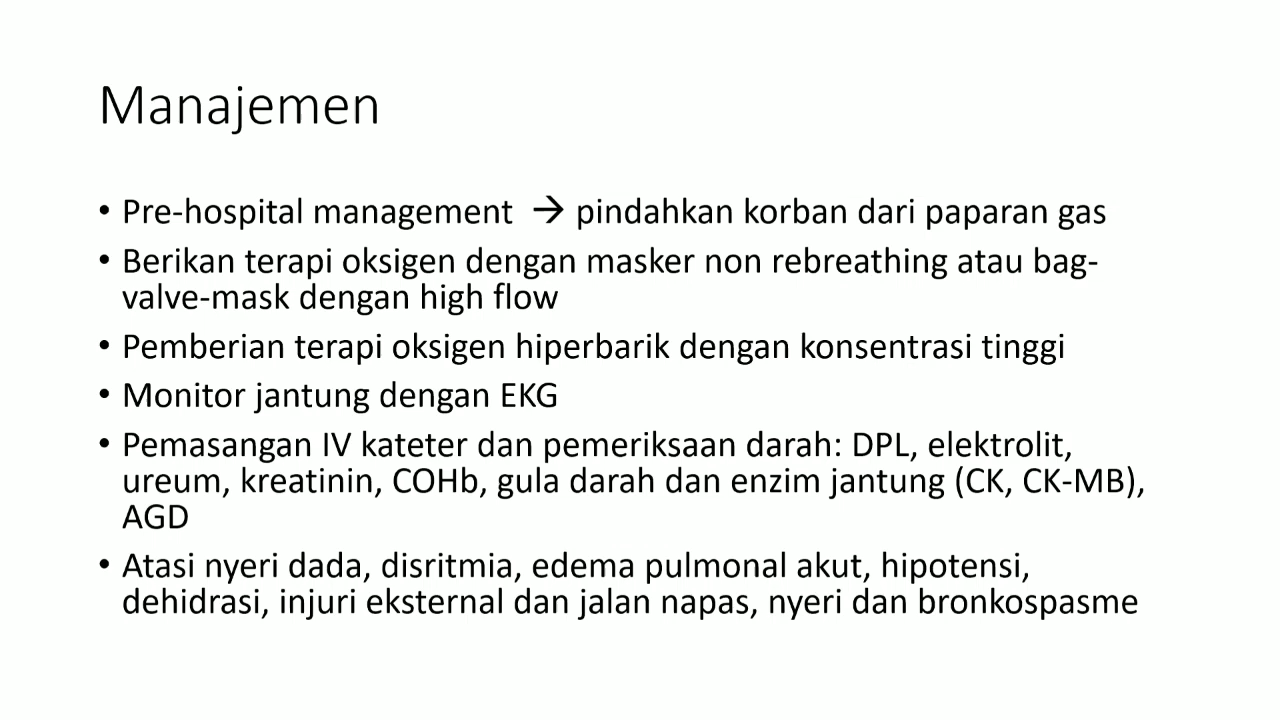 Manajemen
• Pre-hospital management → pindahkan korban dari paparan gas
• Berikan terapi oksigen dengan masker non rebreathing atau bag-
valve-mask dengan high flow
• Pemberian terapi oksigen hiperbarik dengan konsentrasi tinggi
• Monitor jantung dengan EKG
• Pemasangan IV kateter dan pemeriksaan darah: DPL, elektrolit,
ureum, kreatinin, COHb, gula darah dan enzim jantung (CK, CK-MB),
AGD
• Atasi nyeri dada, disritmia, edema pulmonal akut, hipotensi,
dehidrasi, injuri eksternal dan jalan napas, nyeri dan bronkospasme